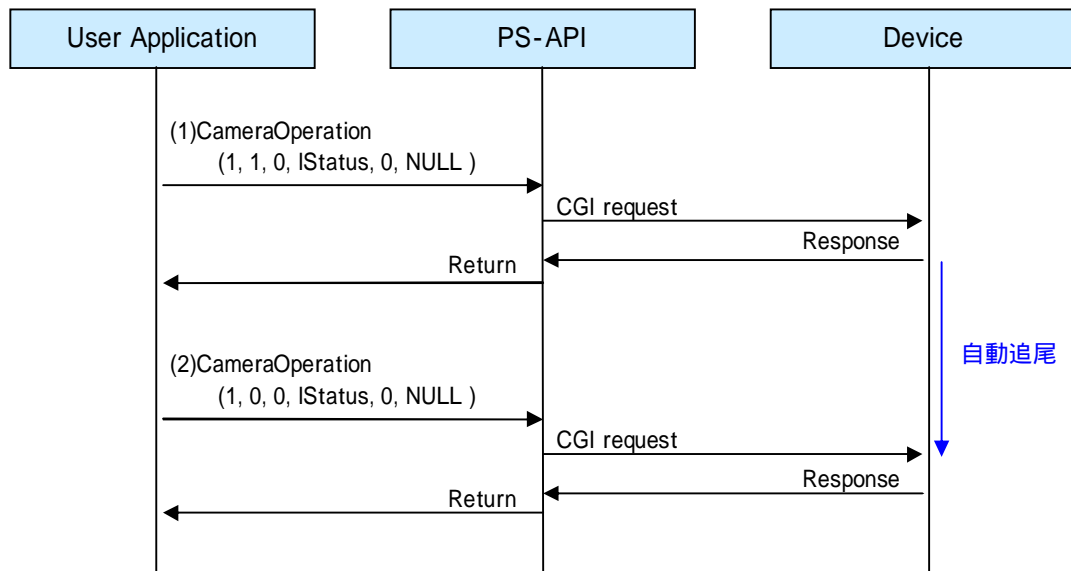 User Application
PS-API
Device
(1)CameraOperation
(1, 1, 0, lStatus, 0, NULL )
CGI request
Response
Return
自動追尾
(2)CameraOperation
(1, 0, 0, lStatus, 0, NULL )
CGI request
Response
Return